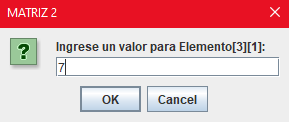 MATRIZ 2
Ingrese un valor para Elemento[3][1]:
7
OK Cancel